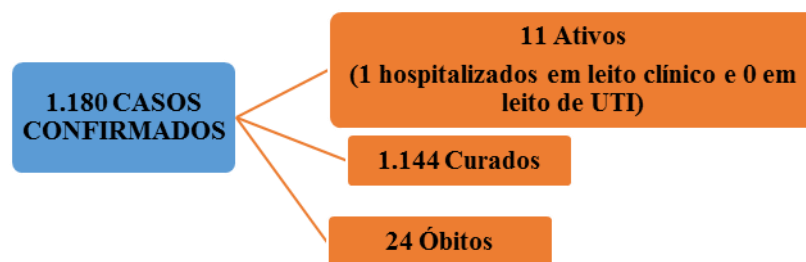 1.180 CASOS
CONFIRMADOS
11 Ativos
(1 hospitalizados em leito clínico e 0 em
leito de UTI)
1.144 Curados
24 Óbitos